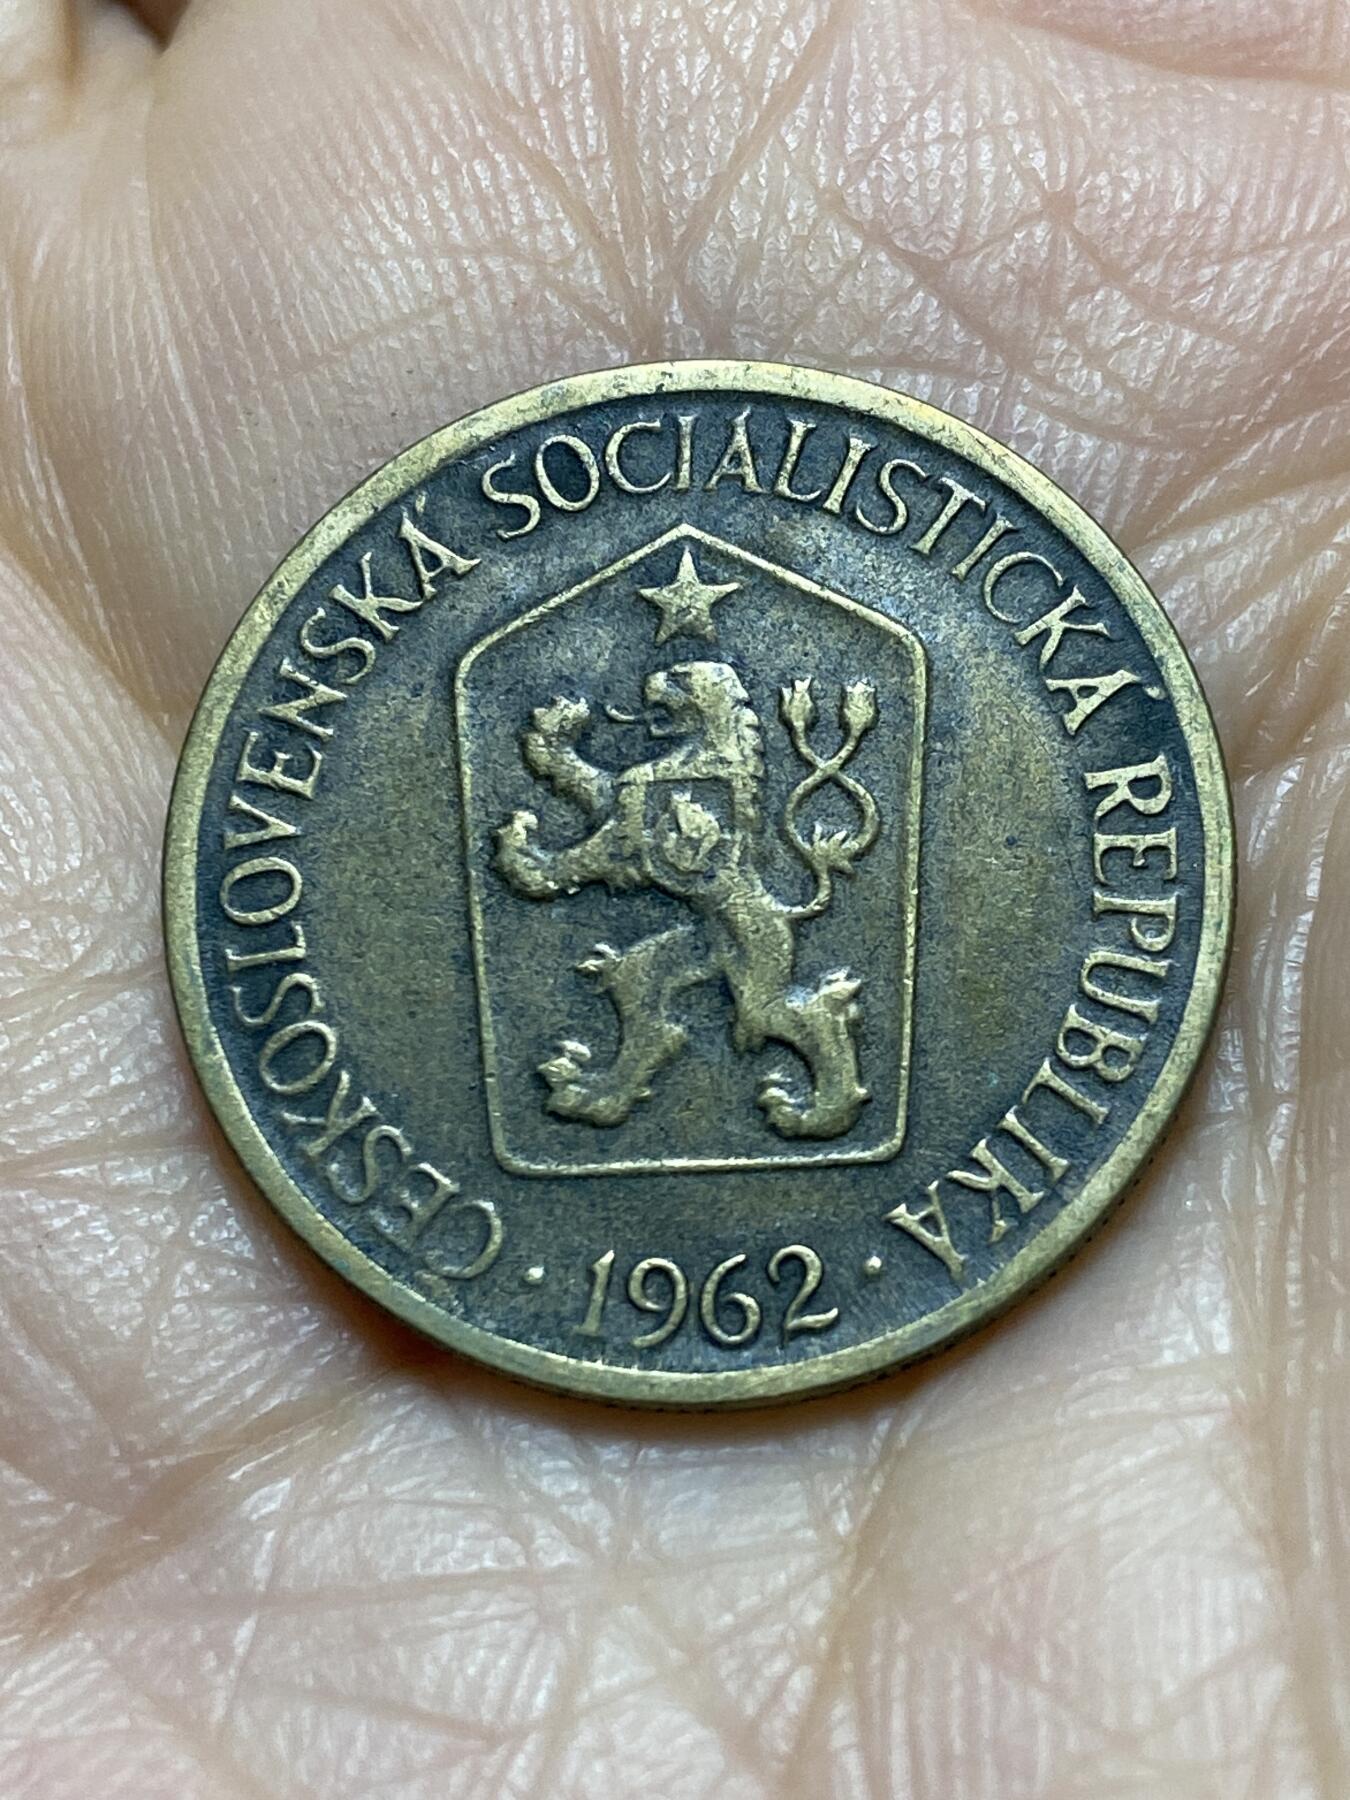 ČESKOSLOVENSKÁ SOCIALISTICKÁ REPUBLIKA
· 1962 ·